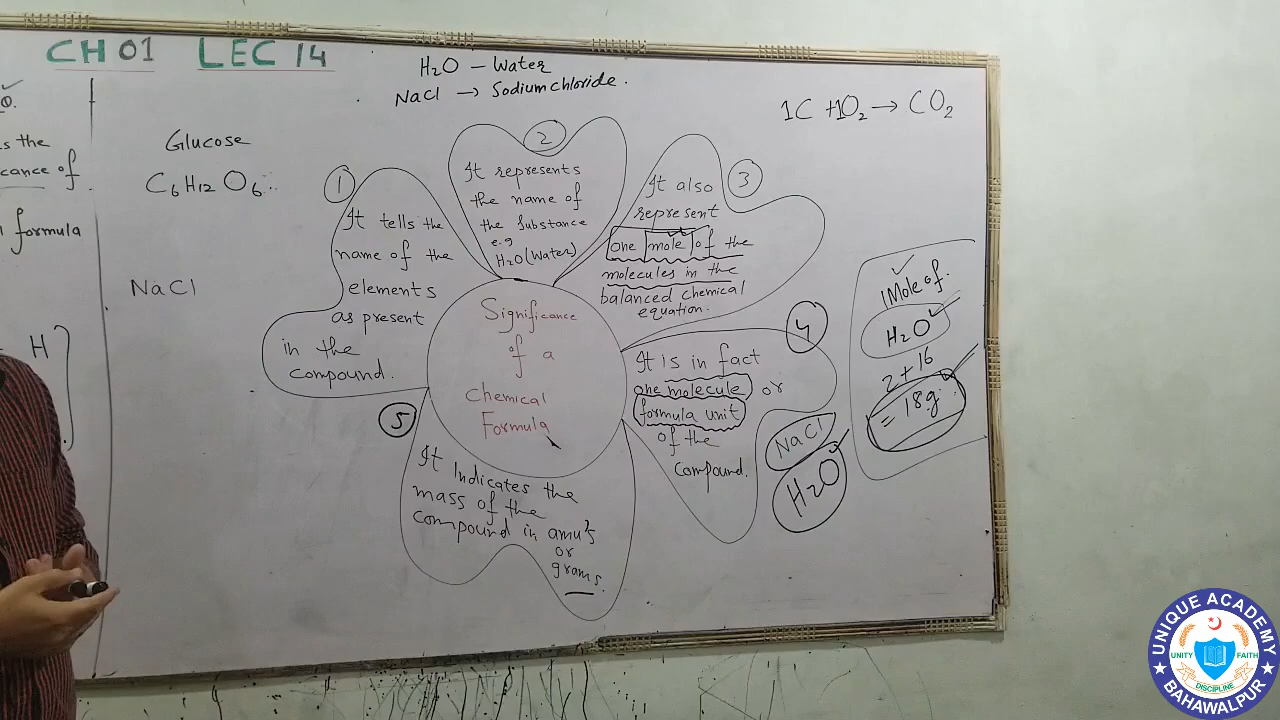 CH 01 LEC 14
H2O – Water
NaCl → Sodium chloride.
1C + 1O2 → CO2
s the
cance of
l formula
H
Glucose
C6H12O6
NaCl
Significance
of a
Chemical
Formula
1
It tells the
name of the
elements
as present
in the
compound.
2
It represents
the name of
the substance
e.g
H2O (Water)
3
It also
represent
one mole of the
molecules in the
balanced chemical
equation.
4
It is in fact
one molecule or
formula unit
of the
compound.
NaCl
H2O
5
It Indicates the
mass of the
compound in amu's
or
grams.
1Mole of
H2O
2+16
= 18g
UNIQUE ACADEMY
UNITY FAITH
DISCIPLINE
BAHAWALPUR